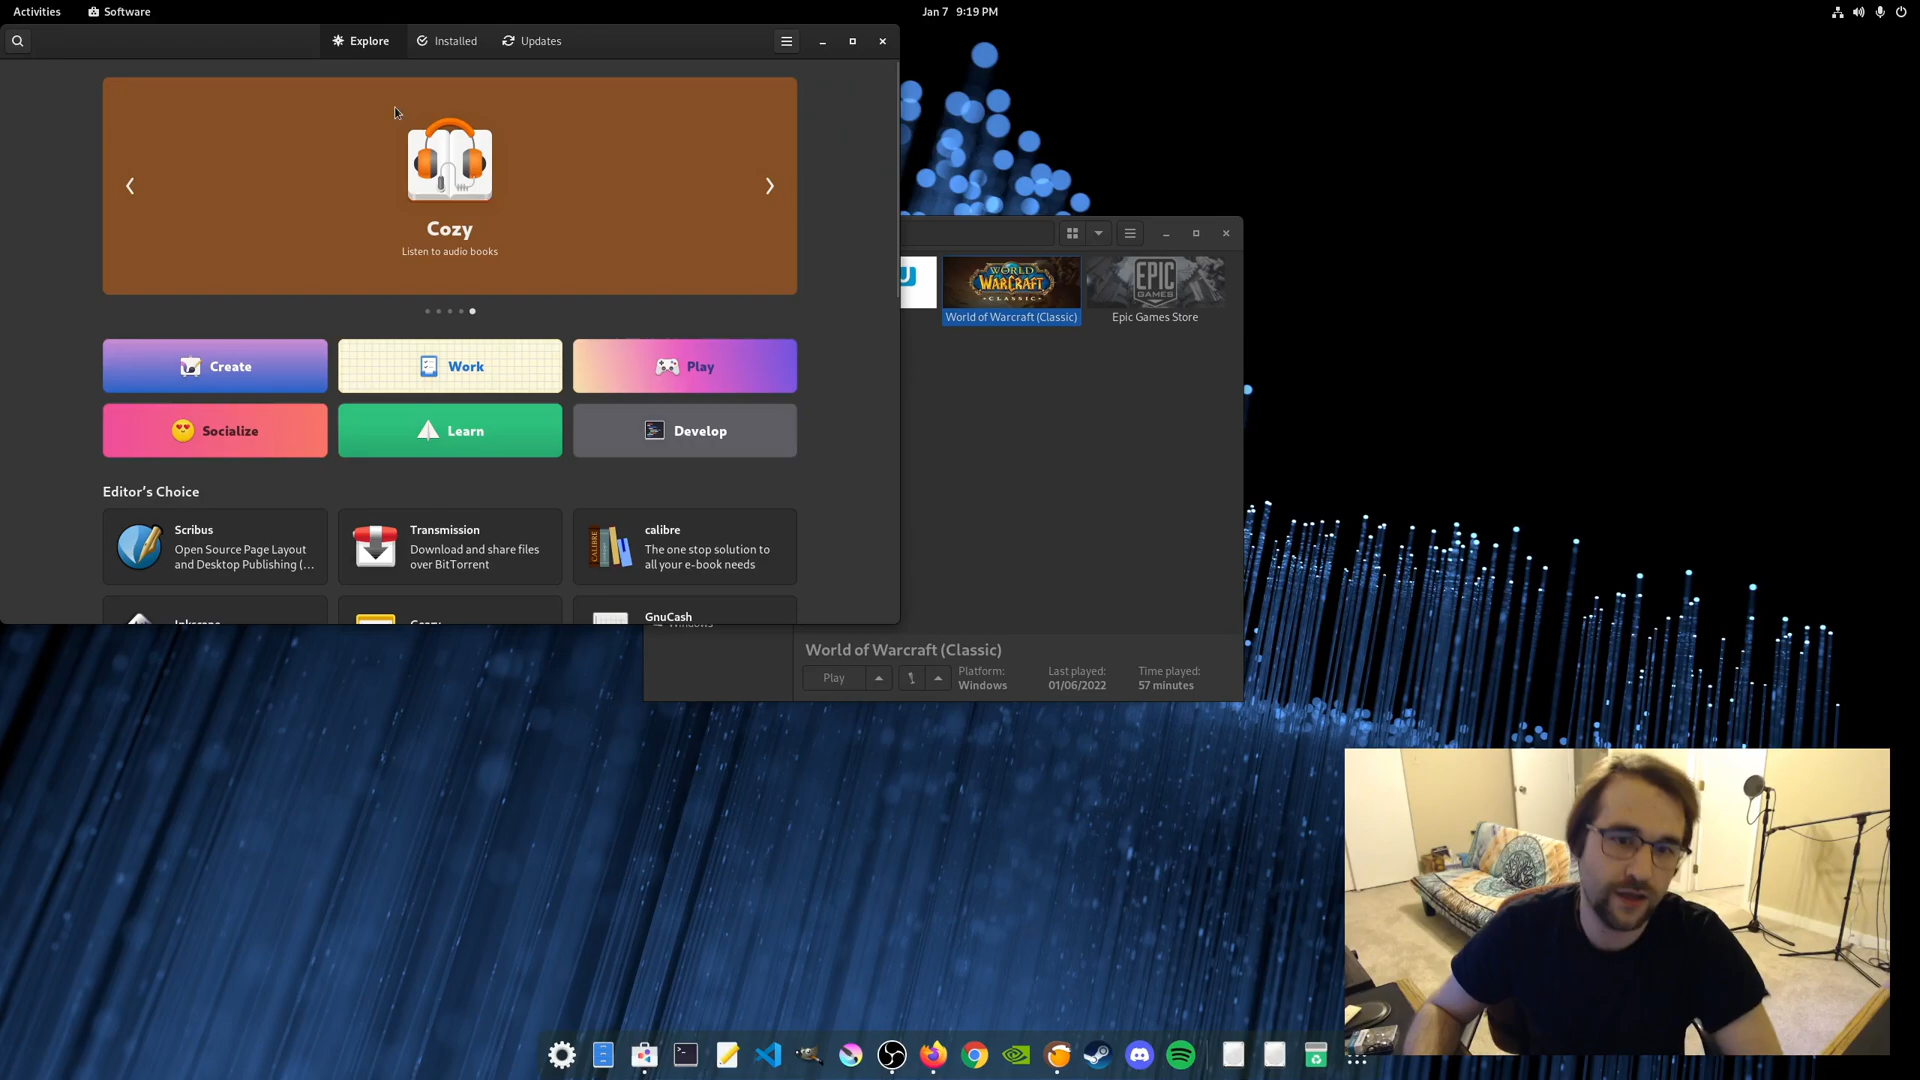 Activities
Software
Jan 7 9:19 PM
Explore
Installed
Updates
Cozy
Listen to audio books
Create
Work
Play
Socialize
Learn
Develop
Editor's Choice
Scribus
Open Source Page Layout
and Desktop Publishing (...
Transmission
Download and share files
over BitTorrent
calibre
The one stop solution to
all your e-book needs
GnuCash
Windows
WORLD
WARCRAFT
CLASSIC
World of Warcraft (Classic)
EPIC
GAMES
Epic Games Store
World of Warcraft (Classic)
Play
Platform:
Windows
Last played:
01/06/2022
Time played:
57 minutes